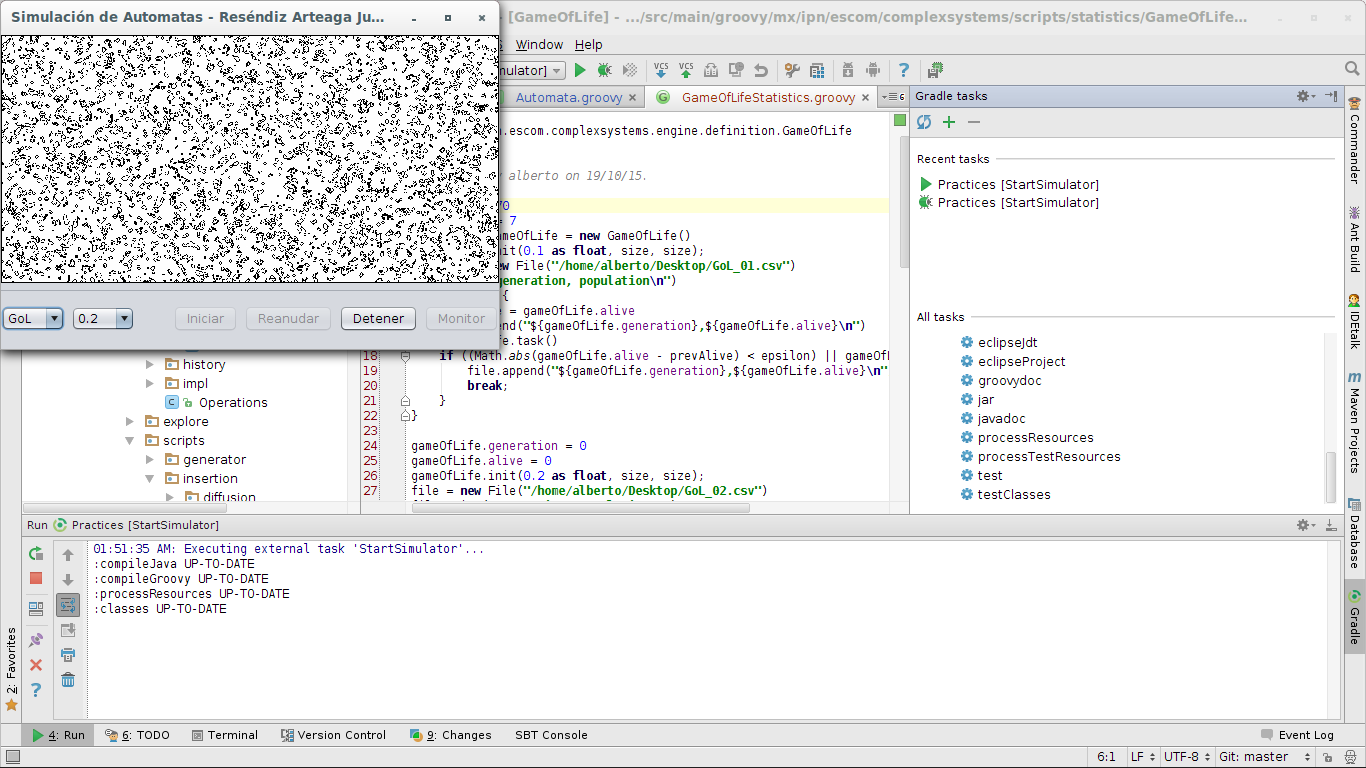 Simulación de Automatas - Reséndiz Arteaga Ju...
- [GameOfLife] - .../src/main/groovy/mx/ipn/escom/complexsystems/scripts/statistics/GameOfLife...
Window Help
mulator]
VCS VCS
Automata.groovy
GameOfLifeStatistics.groovy
6
.escom.complexsystems.engine.definition.GameOfLife
alberto on 19/10/15.
70
= 7
ameOfLife = new GameOfLife()
nit(0.1 as float, size, size);
ew File("/home/alberto/Desktop/GoL_01.csv")
eneration, population\n")
{
e = gameOfLife.alive
end("${gameOfLife.generation},${gameOfLife.alive}\n")
e.task()
18 if ((Math.abs(gameOfLife.alive - prevAlive) < epsilon) || gameOf
19 file.append("${gameOfLife.generation},${gameOfLife.alive}\n"
20 break;
21 }
22 }
23
24 gameOfLife.generation = 0
25 gameOfLife.alive = 0
26 gameOfLife.init(0.2 as float, size, size);
27 file = new File("/home/alberto/Desktop/GoL_02.csv")
GoL
0.2
Iniciar
Reanudar
Detener
Monitor
history
impl
Operations
explore
scripts
generator
insertion
diffusion
Gradle tasks
Recent tasks
Practices [StartSimulator]
Practices [StartSimulator]
All tasks
eclipseJdt
eclipseProject
groovydoc
jar
javadoc
processResources
processTestResources
test
testClasses
Commander
Ant Build
IDEtalk
Maven Projects
Database
Gradle
Run Practices [StartSimulator]
01:51:35 AM: Executing external task 'StartSimulator'...
:compileJava UP-TO-DATE
:compileGroovy UP-TO-DATE
:processResources UP-TO-DATE
:classes UP-TO-DATE
2: Favorites
4: Run
6: TODO
Terminal
Version Control
9: Changes
SBT Console
Event Log
6:1
LF
UTF-8
Git: master